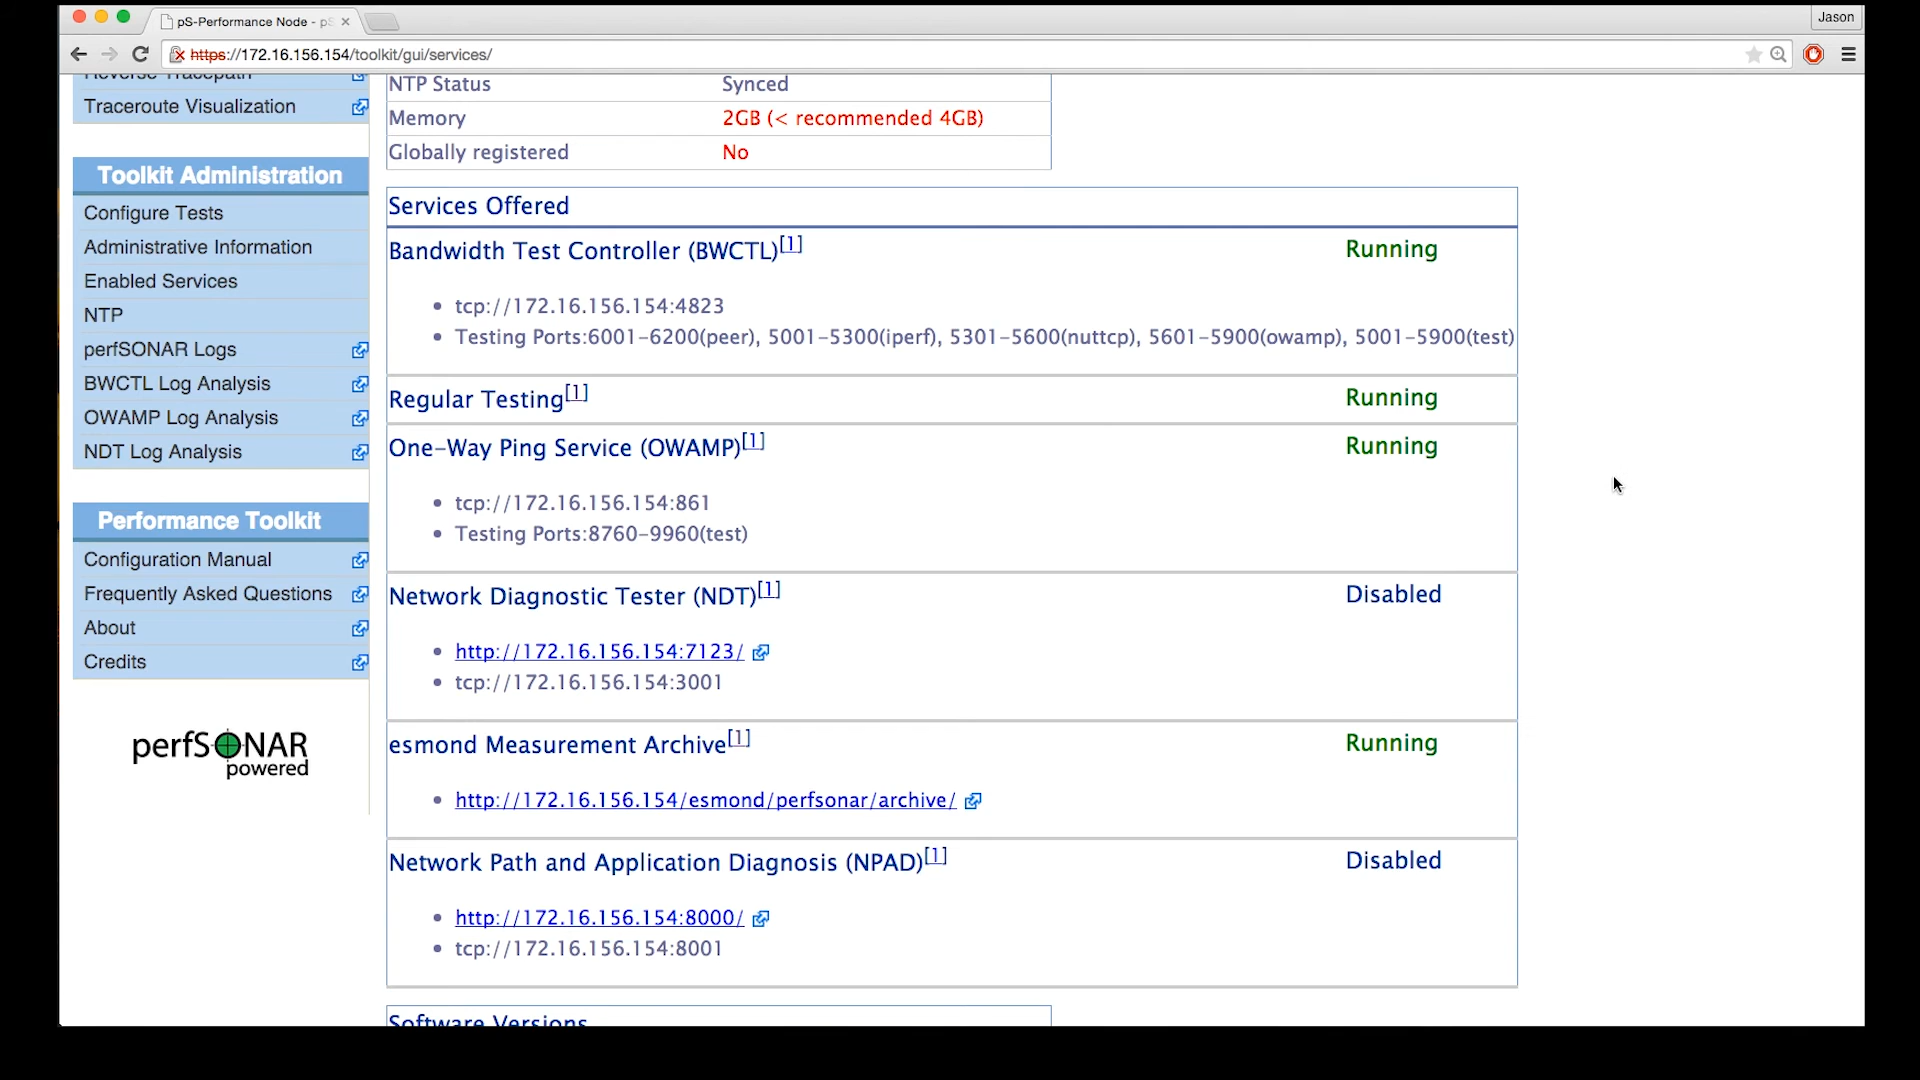 pS-Performance Node - pS
Jason
https://172.16.156.154/toolkit/gui/services/
Reverse Tracepath
Traceroute Visualization
Toolkit Administration
Configure Tests
Administrative Information
Enabled Services
NTP
perfSONAR Logs
BWCTL Log Analysis
OWAMP Log Analysis
NDT Log Analysis
Performance Toolkit
Configuration Manual
Frequently Asked Questions
About
Credits
perfSONAR
powered
NTP Status Synced
Memory 2GB (< recommended 4GB)
Globally registered No
Services Offered
Bandwidth Test Controller (BWCTL)[1] Running
tcp://172.16.156.154:4823
Testing Ports:6001-6200(peer), 5001-5300(iperf), 5301-5600(nuttcp), 5601-5900(owamp), 5001-5900(test)
Regular Testing[1] Running
One-Way Ping Service (OWAMP)[1] Running
tcp://172.16.156.154:861
Testing Ports:8760-9960(test)
Network Diagnostic Tester (NDT)[1] Disabled
http://172.16.156.154:7123/
tcp://172.16.156.154:3001
esmond Measurement Archive[1] Running
http://172.16.156.154/esmond/perfsonar/archive/
Network Path and Application Diagnosis (NPAD)[1] Disabled
http://172.16.156.154:8000/
tcp://172.16.156.154:8001
Software Versions